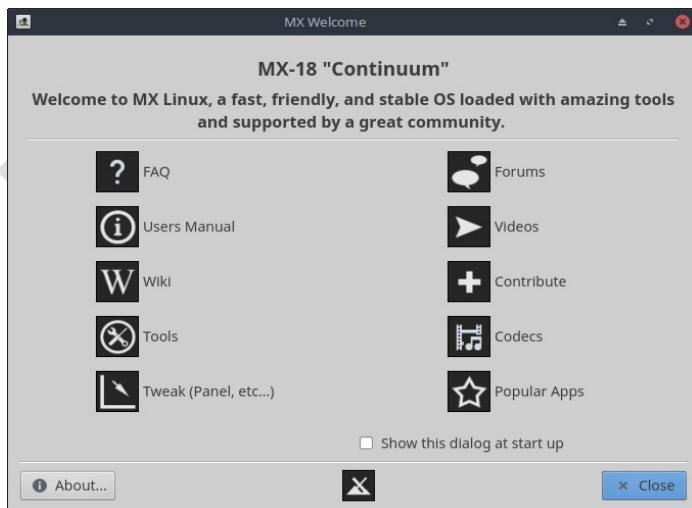 MX Welcome
MX-18 "Continuum"
Welcome to MX Linux, a fast, friendly, and stable OS loaded with amazing tools
and supported by a great community.
? FAQ
Forums
i Users Manual
Videos
W Wiki
Contribute
Tools
Codecs
Tweak (Panel, etc...)
Popular Apps
Show this dialog at start up
About...
Close